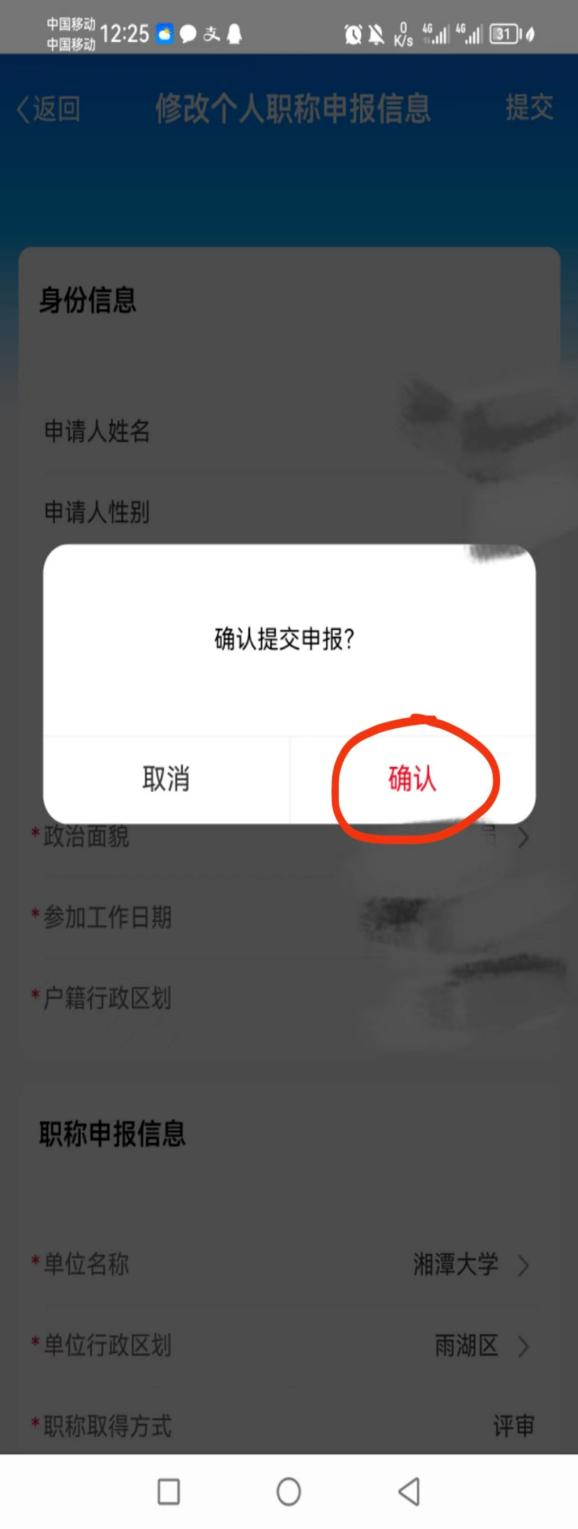 中国移动
中国移动
12:25
0
K/s
4G
4G
31
返回
修改个人职称申报信息
提交
身份信息
申请人姓名
申请人性别
确认提交申报?
取消
确认
*政治面貌
*参加工作日期
*户籍行政区划
职称申报信息
*单位名称
湘潭大学
*单位行政区划
雨湖区
*职称取得方式
评审